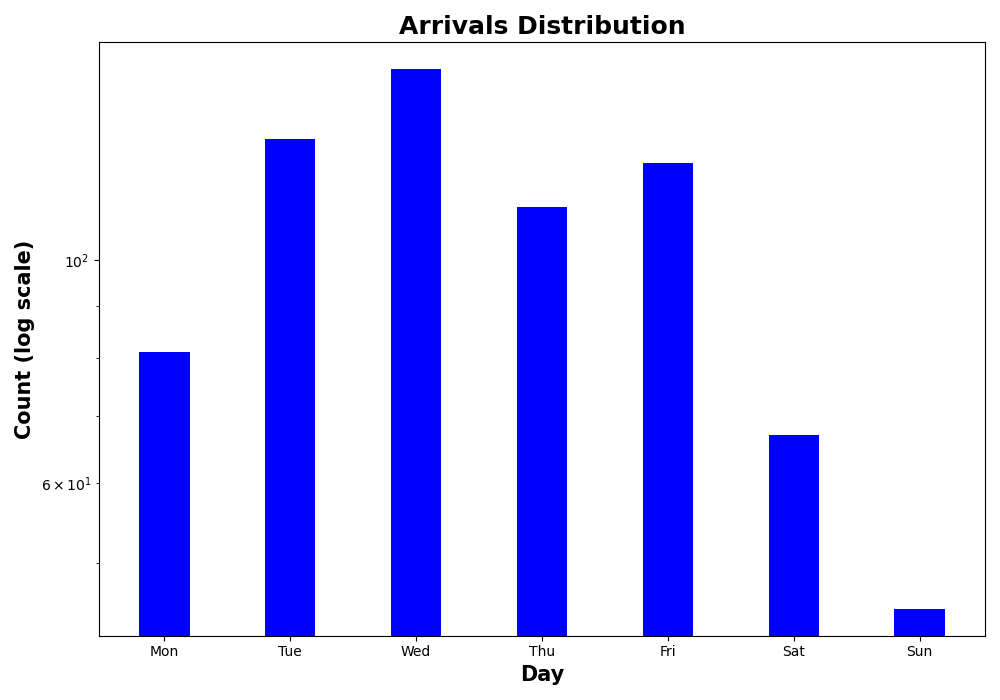 Arrivals Distribution
Count (log scale)
10²
6 × 10¹
Mon Tue Wed Thu Fri Sat Sun
Day